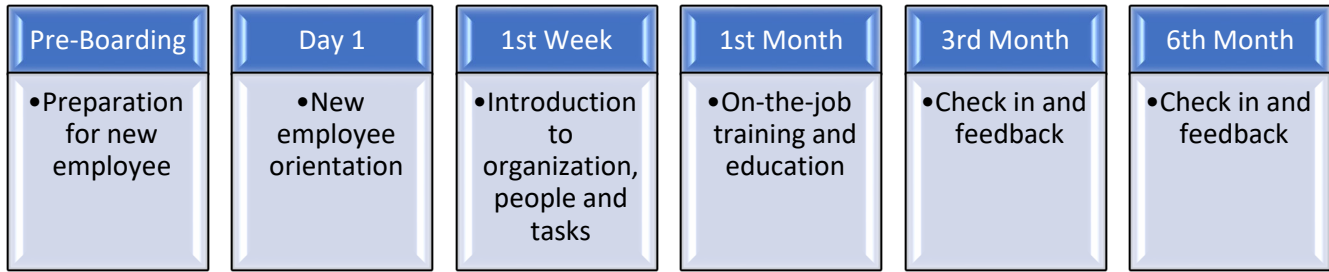 Pre-Boarding
•Preparation
for new
employee
Day 1
•New
employee
orientation
1st Week
•Introduction
to
organization,
people and
tasks
1st Month
•On-the-job
training and
education
3rd Month
•Check in and
feedback
6th Month
•Check in and
feedback